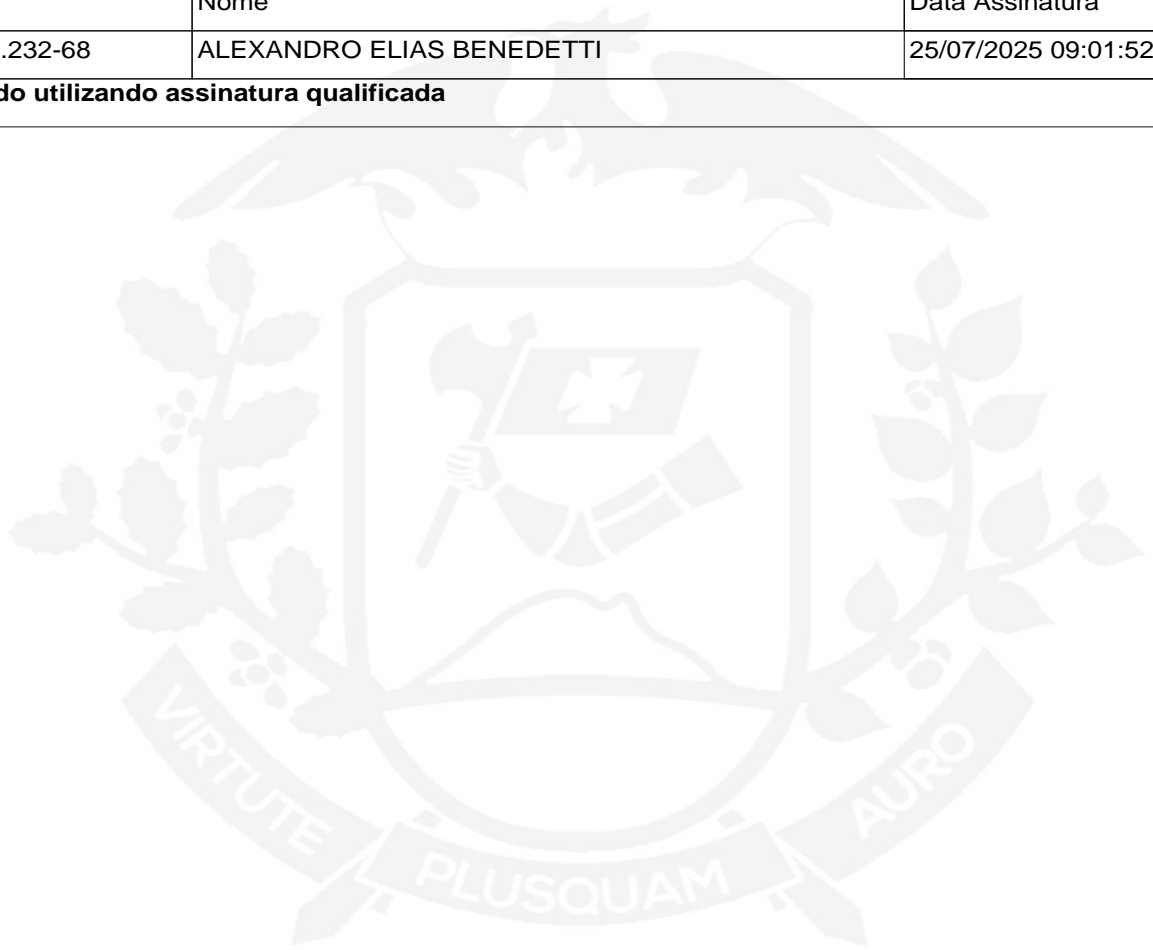 Nome Data Assinatura
.232-68 ALEXANDRO ELIAS BENEDETTI 25/07/2025 09:01:52
do utilizando assinatura qualificada
VIRTUTE PLUSQUAM AURO